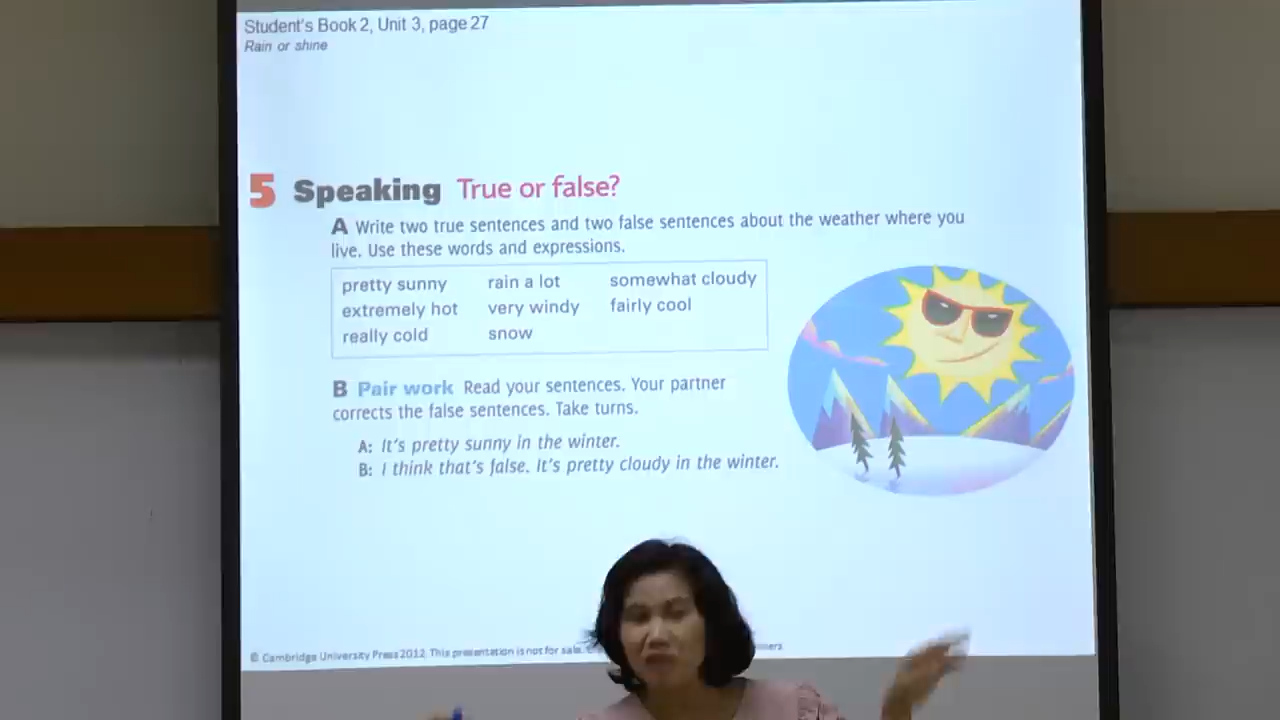 Student's Book 2, Unit 3, page 27
Rain or shine
5 Speaking True or false?
A Write two true sentences and two false sentences about the weather where you
live. Use these words and expressions.
pretty sunny rain a lot somewhat cloudy
extremely hot very windy fairly cool
really cold snow
B Pair work Read your sentences. Your partner
corrects the false sentences. Take turns.
A: It's pretty sunny in the winter.
B: I think that's false. It's pretty cloudy in the winter.
© Cambridge University Press 2012. This presentation is not for sale.